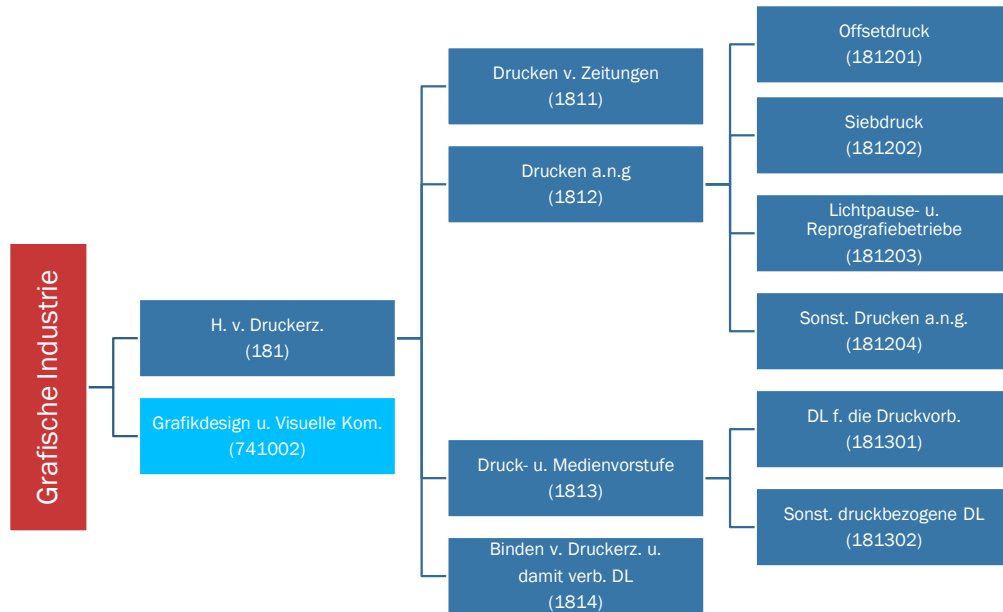 Grafische Industrie
H. v. Druckerz.
(181)
Grafikdesign u. Visuelle Kom.
(741002)
Drucken v. Zeitungen
(1811)
Drucken a.n.g
(1812)
Druck- u. Medienvorstufe
(1813)
Binden v. Druckerz. u.
damit verb. DL
(1814)
Offsetdruck
(181201)
Siebdruck
(181202)
Lichtpause- u.
Reprografiebetriebe
(181203)
Sonst. Drucken a.n.g.
(181204)
DL f. die Druckvorb.
(181301)
Sonst. druckbezogene DL
(181302)